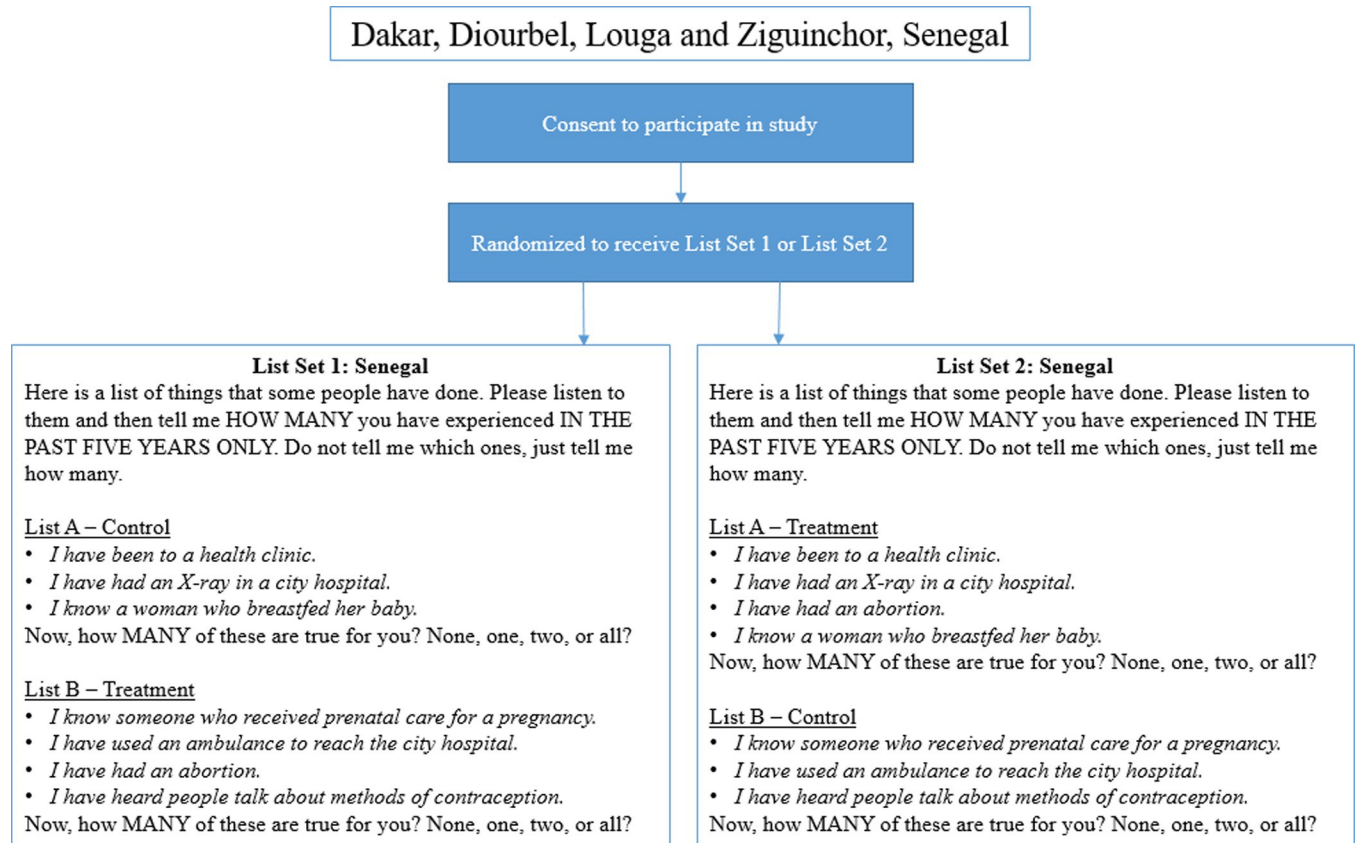 Dakar, Diourbel, Louga and Ziguinchor, Senegal
Consent to participate in study
Randomized to receive List Set 1 or List Set 2
List Set 1: Senegal
Here is a list of things that some people have done. Please listen to
them and then tell me HOW MANY you have experienced IN THE
PAST FIVE YEARS ONLY. Do not tell me which ones, just tell me
how many.
List A – Control
• I have been to a health clinic.
• I have had an X-ray in a city hospital.
• I know a woman who breastfed her baby.
Now, how MANY of these are true for you? None, one, two, or all?
List B – Treatment
• I know someone who received prenatal care for a pregnancy.
• I have used an ambulance to reach the city hospital.
• I have had an abortion.
• I have heard people talk about methods of contraception.
Now, how MANY of these are true for you? None, one, two, or all?
List Set 2: Senegal
Here is a list of things that some people have done. Please listen to
them and then tell me HOW MANY you have experienced IN THE
PAST FIVE YEARS ONLY. Do not tell me which ones, just tell me
how many.
List A – Treatment
• I have been to a health clinic.
• I have had an X-ray in a city hospital.
• I have had an abortion.
• I know a woman who breastfed her baby.
Now, how MANY of these are true for you? None, one, two, or all?
List B – Control
• I know someone who received prenatal care for a pregnancy.
• I have used an ambulance to reach the city hospital.
• I have heard people talk about methods of contraception.
Now, how MANY of these are true for you? None, one, two, or all?